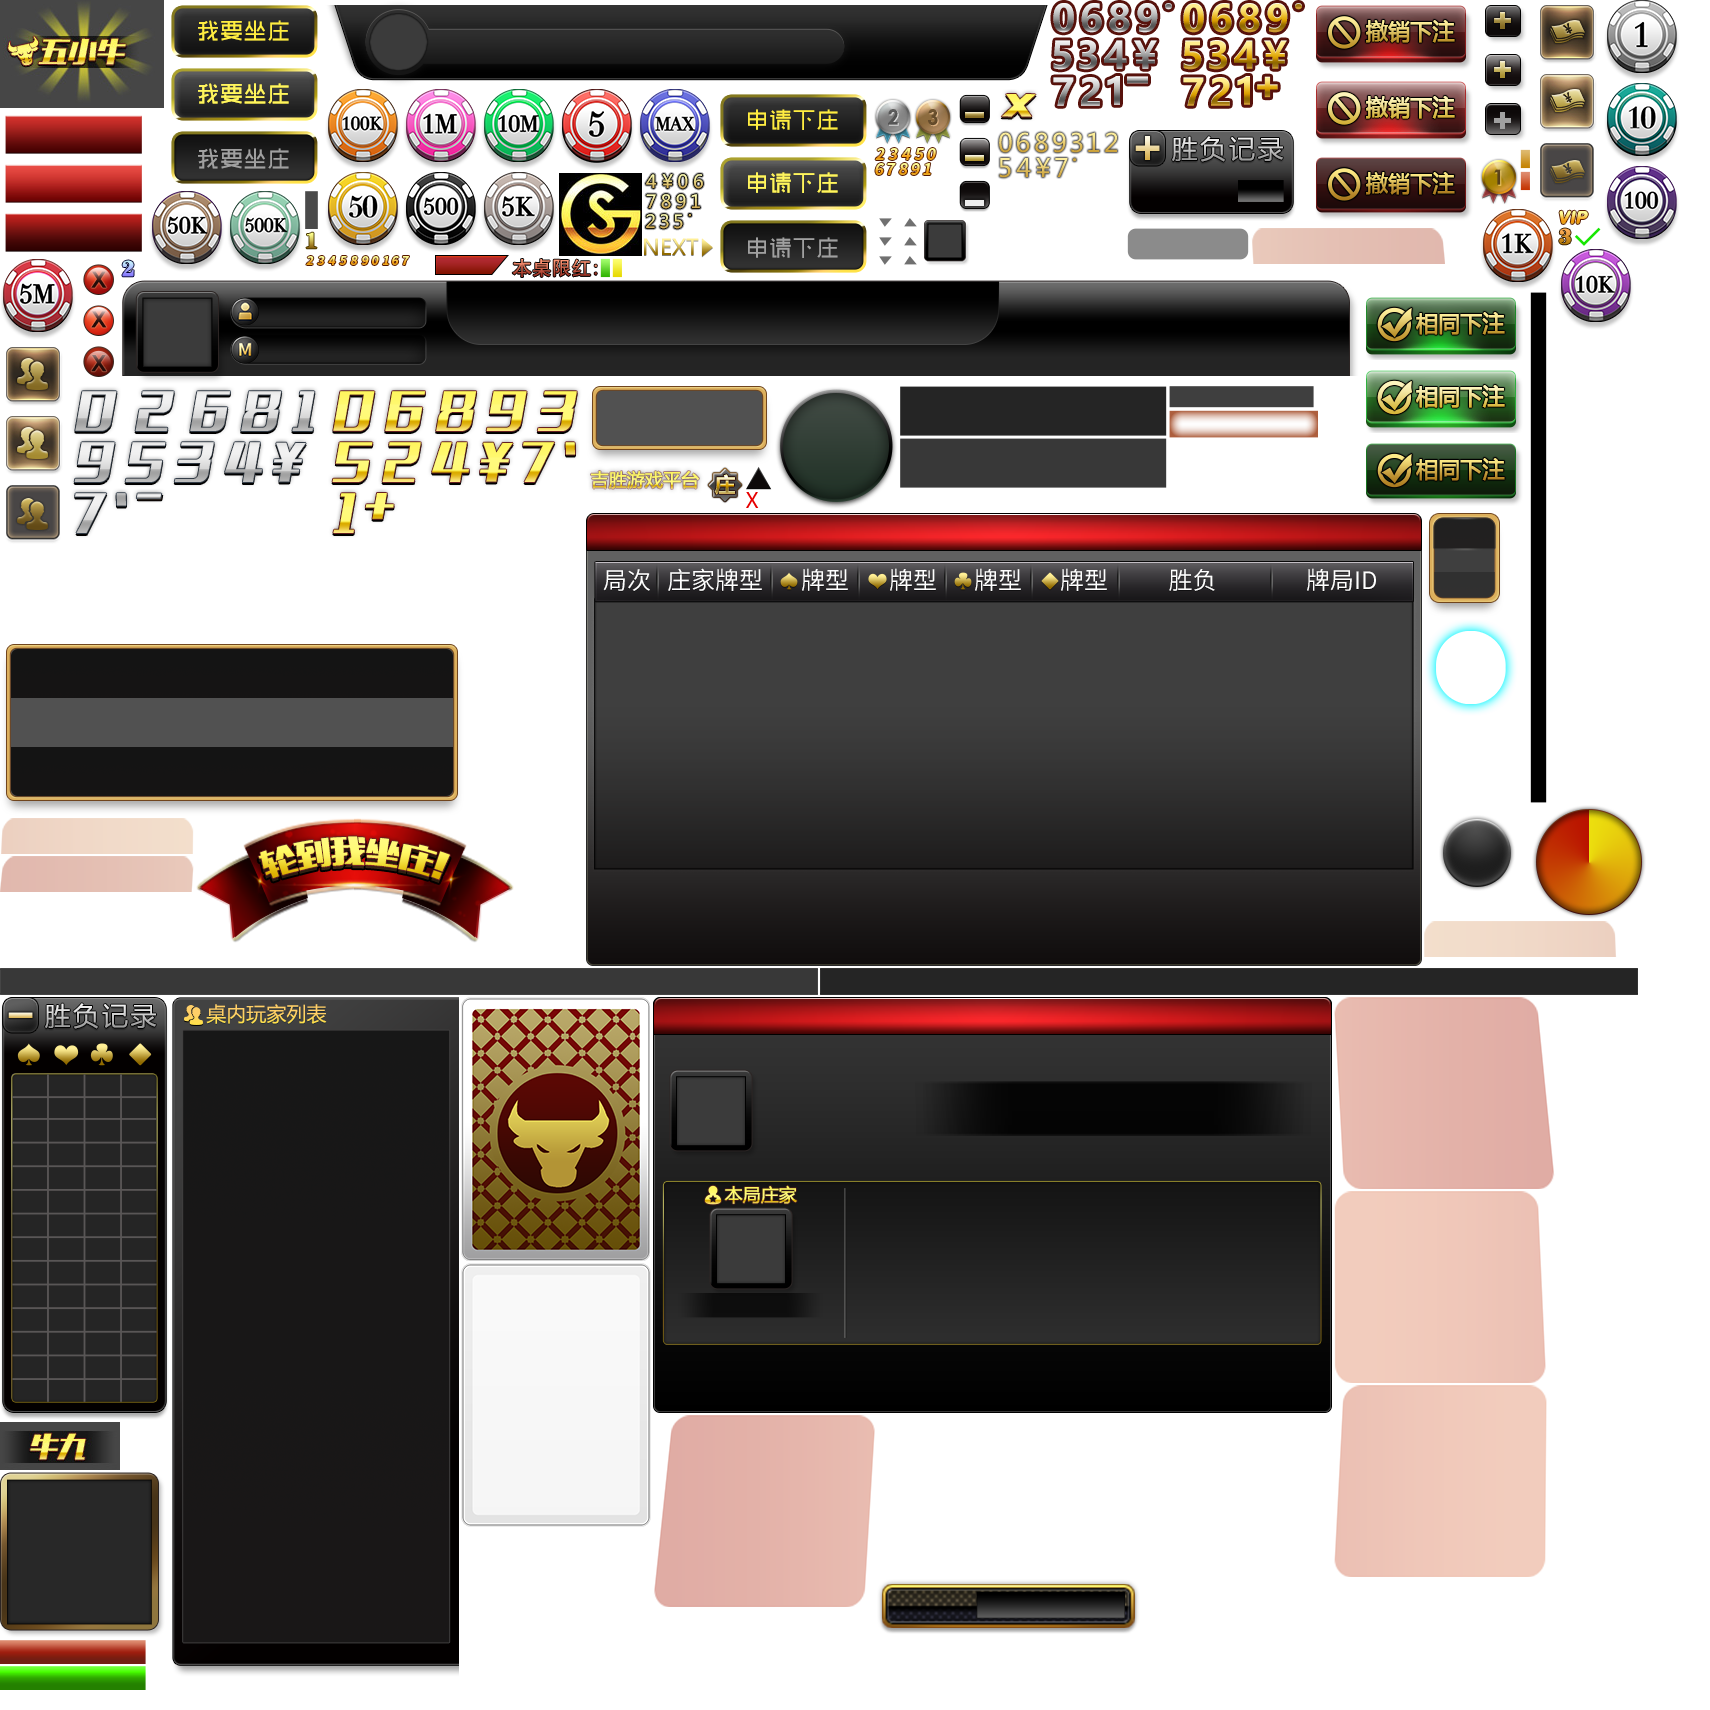 五小牛
我要坐庄
我要坐庄
我要坐庄
0689°
534¥
721-
0689°
534¥
721+
撤销下注
撤销下注
撤销下注
1
10
100
1K
10K
VIP
3
1
100K
1M
10M
5
MAX
50K
500K
50
500
5K
1
2345890167
4¥06
7891
235°
NEXT
申请下庄
申请下庄
申请下庄
2
3
23450
67891
X
0689312
54¥7°
胜负记录
本桌限红:
5M
X
X
X
2
M
相同下注
相同下注
相同下注
02681
9534¥
7'-
06893
524¥7'
1+
吉胜游戏平台
庄
X
局次 庄家牌型 ♠牌型 ♥牌型 ♣牌型 ♦牌型 胜负 牌局ID
轮到我坐庄!
胜负记录
桌内玩家列表
本局庄家
牛九